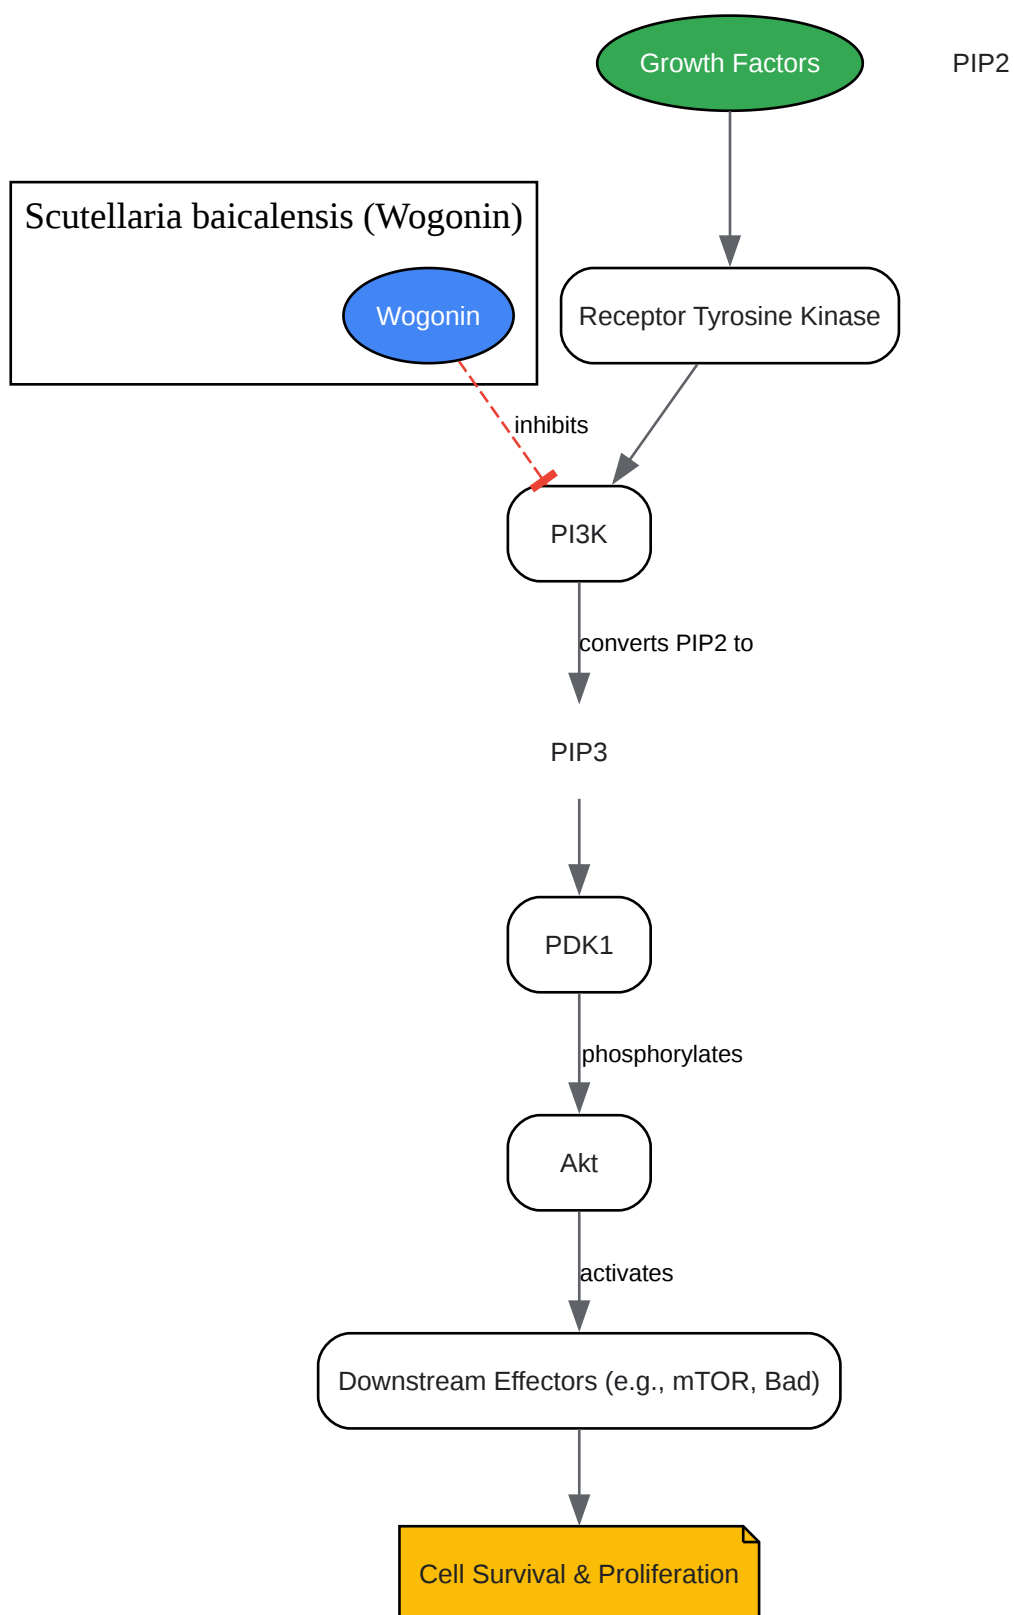 Growth Factors
PIP2
Scutellaria baicalensis (Wogonin)
Wogonin
Receptor Tyrosine Kinase
inhibits
PI3K
converts PIP2 to
PIP3
PDK1
phosphorylates
Akt
activates
Downstream Effectors (e.g., mTOR, Bad)
Cell Survival & Proliferation